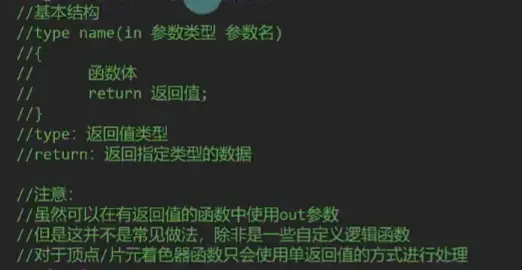 //基本结构
//type name(in 参数类型 参数名)
//{
//      函数体
//      return 返回值;
//}
//type: 返回值类型
//return: 返回指定类型的数据
//注意:
//虽然可以在有返回值的函数中使用out参数
//但是这并不是常见做法，除非是一些自定义逻辑函数
//对于顶点/片元着色器函数只会使用单返回值的方式进行处理